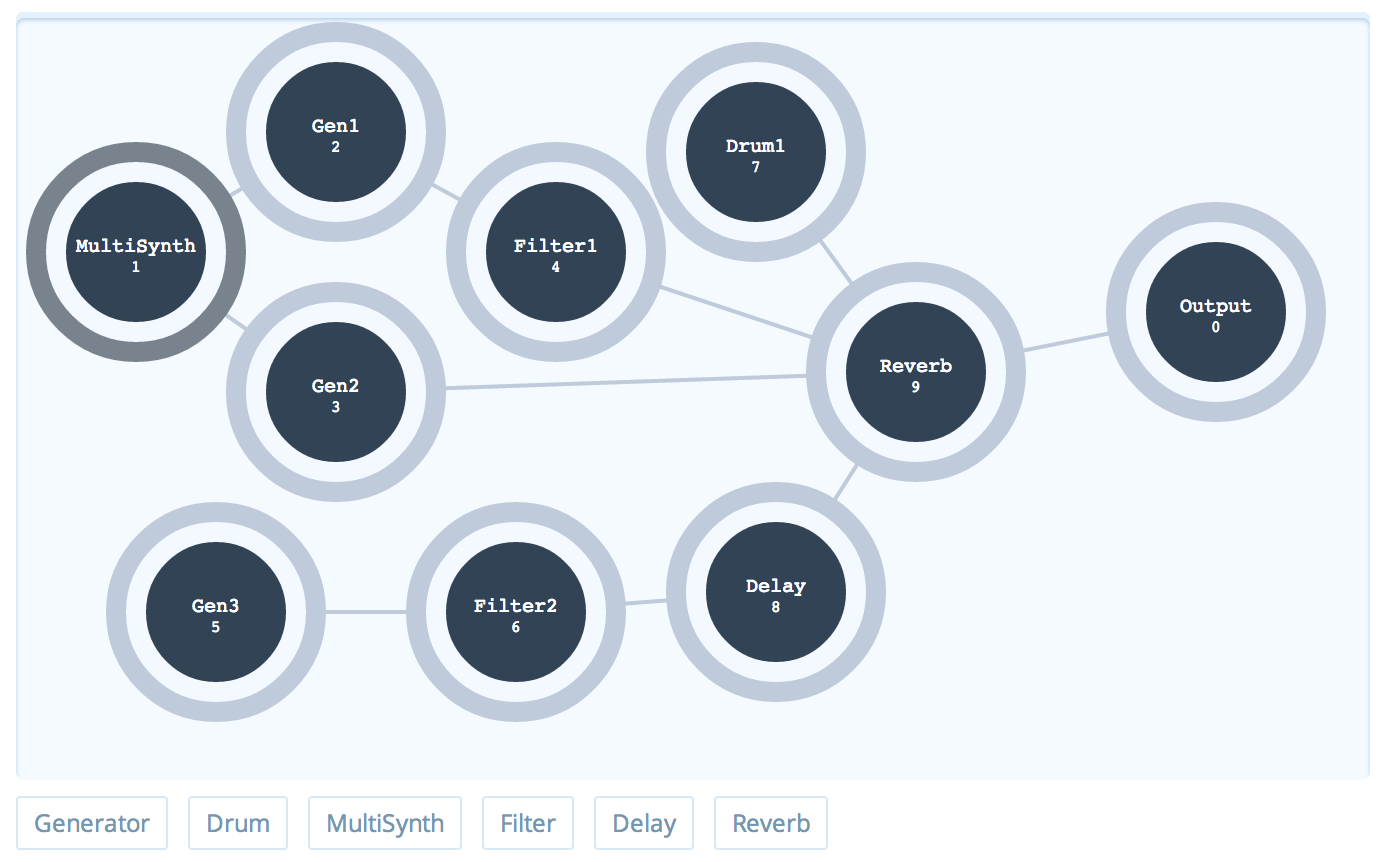 Gen1
2
Drum1
7
MultiSynth
1
Filter1
4
Output
0
Reverb
9
Gen2
3
Delay
8
Gen3
5
Filter2
6
Generator
Drum
MultiSynth
Filter
Delay
Reverb